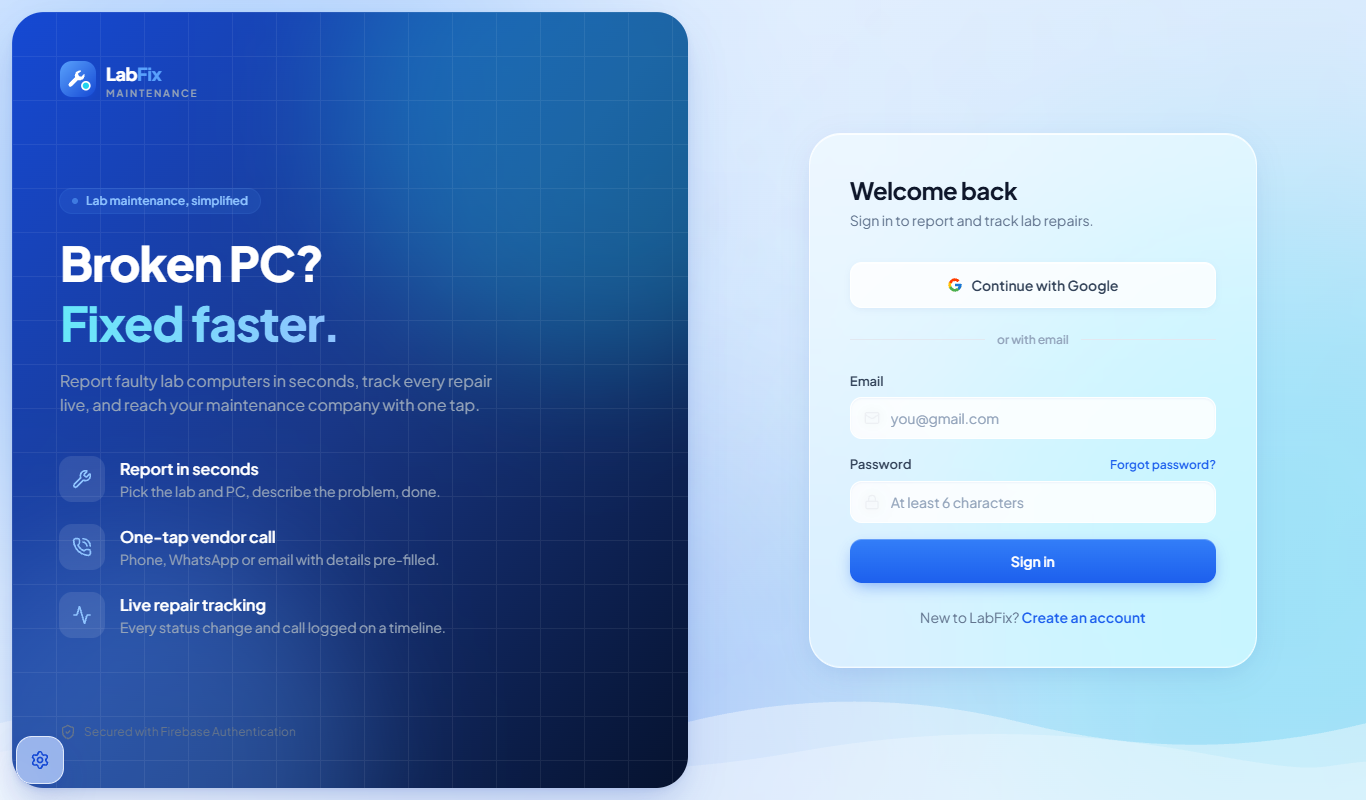 LabFix
MAINTENANCE
Lab maintenance, simplified
Broken PC?
Fixed faster.
Report faulty lab computers in seconds, track every repair
live, and reach your maintenance company with one tap.
Report in seconds
Pick the lab and PC, describe the problem, done.
One-tap vendor call
Phone, WhatsApp or email with details pre-filled.
Live repair tracking
Every status change and call logged on a timeline.
Secured with Firebase Authentication
Welcome back
Sign in to report and track lab repairs.
Continue with Google
or with email
Email
you@gmail.com
Password Forgot password?
At least 6 characters
Sign in
New to LabFix? Create an account